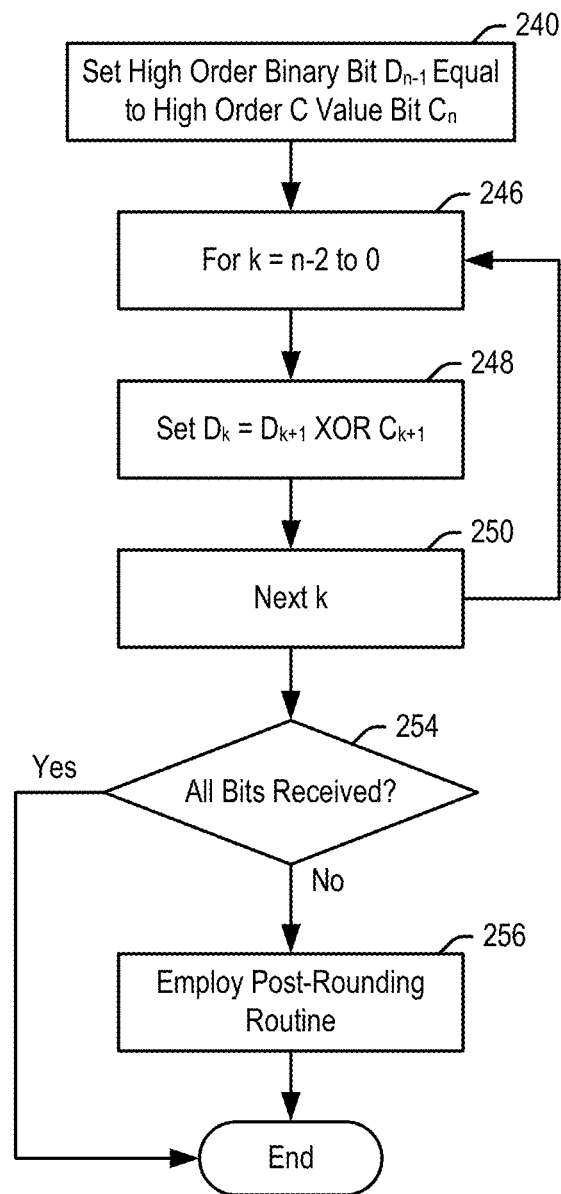 240
Set High Order Binary Bit Dₙ₋₁ Equal
to High Order C Value Bit Cₙ
246
For k = n-2 to 0
248
Set Dₖ = Dₖ₊₁ XOR Cₖ₊₁
250
Next k
254
Yes
All Bits Received?
No
256
Employ Post-Rounding
Routine
End